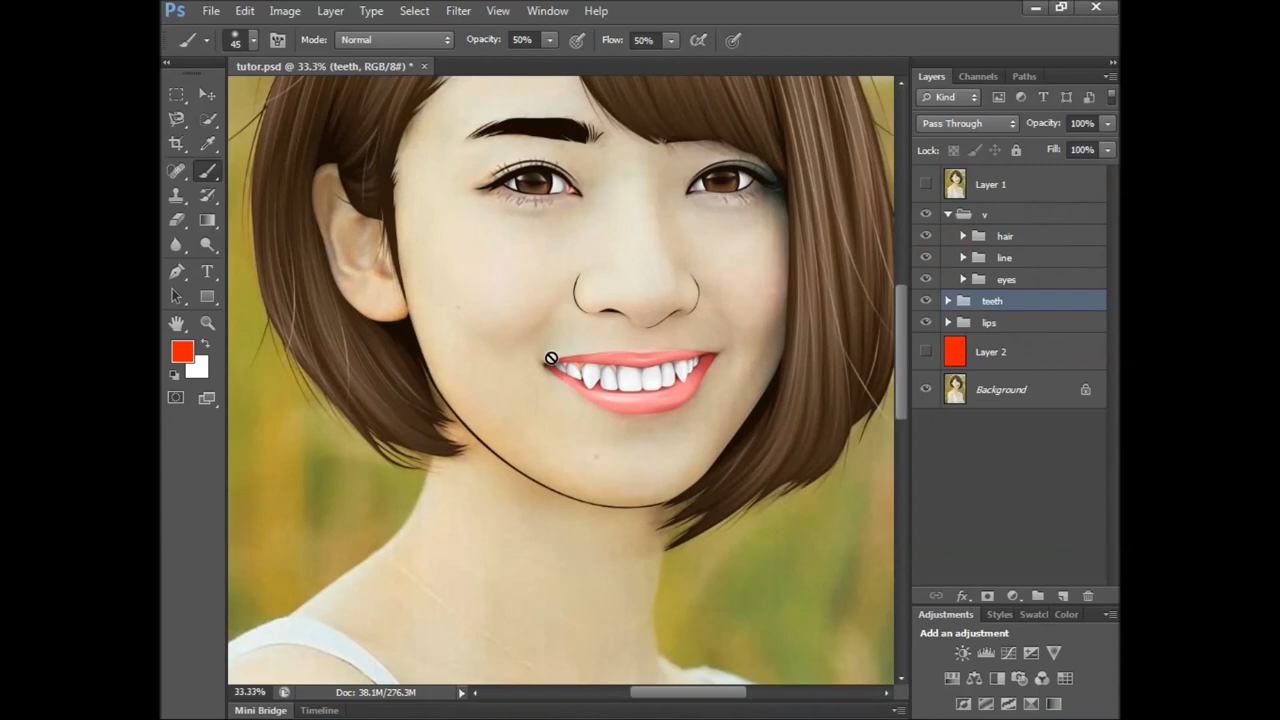 Ps File Edit Image Layer Type Select Filter View Window Help
45 Mode: Normal Opacity: 50% Flow: 50%
tutor.psd @ 33.3% (teeth, RGB/8#) * ×
Layers Channels Paths
Kind
Pass Through Opacity: 100%
Lock: Fill: 100%
Layer 1
v
hair
line
eyes
teeth
lips
Layer 2
Background
fx
Adjustments Styles Swatcl Color
Add an adjustment
33.33% Doc: 38.1M/276.3M
Mini Bridge Timeline